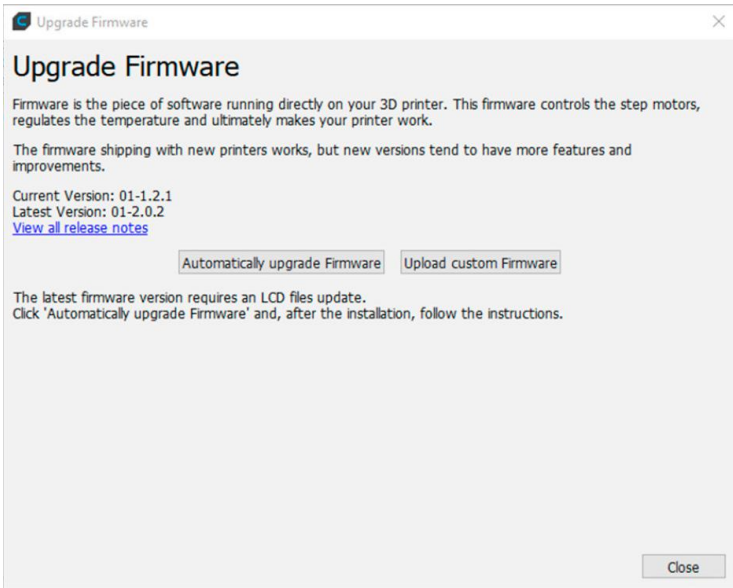 Upgrade Firmware
Upgrade Firmware
Firmware is the piece of software running directly on your 3D printer. This firmware controls the step motors,
regulates the temperature and ultimately makes your printer work.
The firmware shipping with new printers works, but new versions tend to have more features and
improvements.
Current Version: 01-1.2.1
Latest Version: 01-2.0.2
View all release notes
Automatically upgrade Firmware Upload custom Firmware
The latest firmware version requires an LCD files update.
Click 'Automatically upgrade Firmware' and, after the installation, follow the instructions.
Close